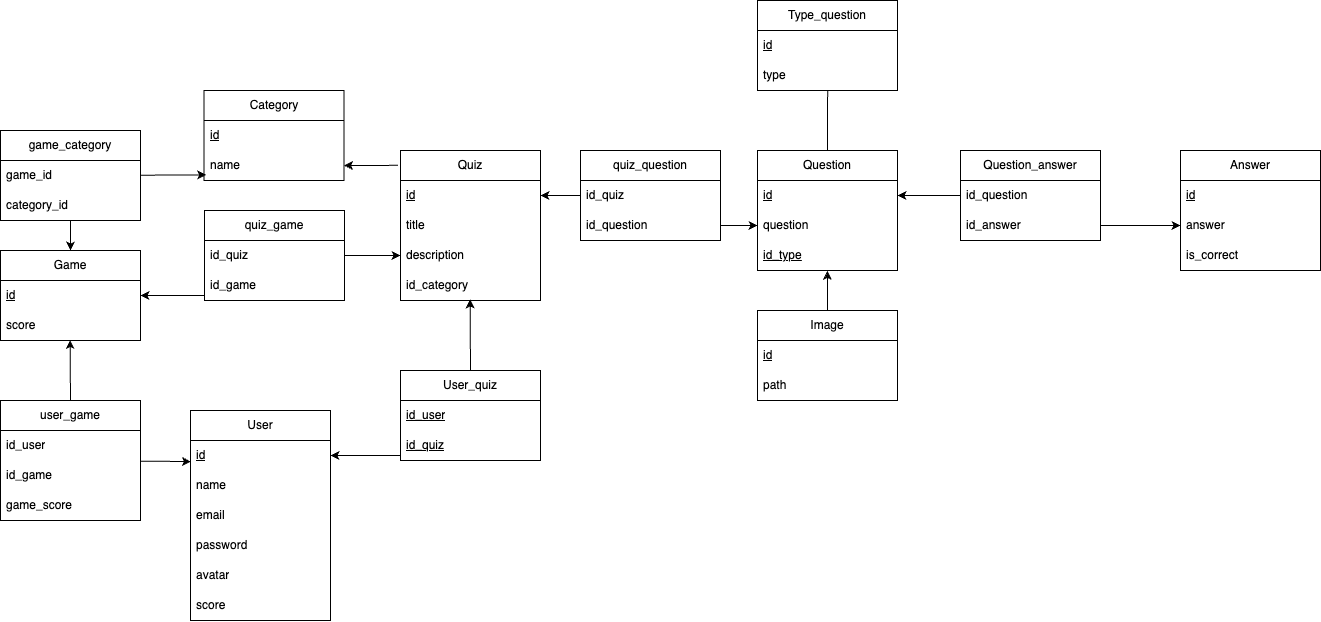 Type_question
id
type
Category
id
name
game_category
game_id
category_id
Quiz
id
title
description
id_category
quiz_question
id_quiz
id_question
Question
id
question
id_type
Question_answer
id_question
id_answer
Answer
id
answer
is_correct
quiz_game
id_quiz
id_game
Game
id
score
Image
id
path
User_quiz
id_user
id_quiz
user_game
id_user
id_game
game_score
User
id
name
email
password
avatar
score